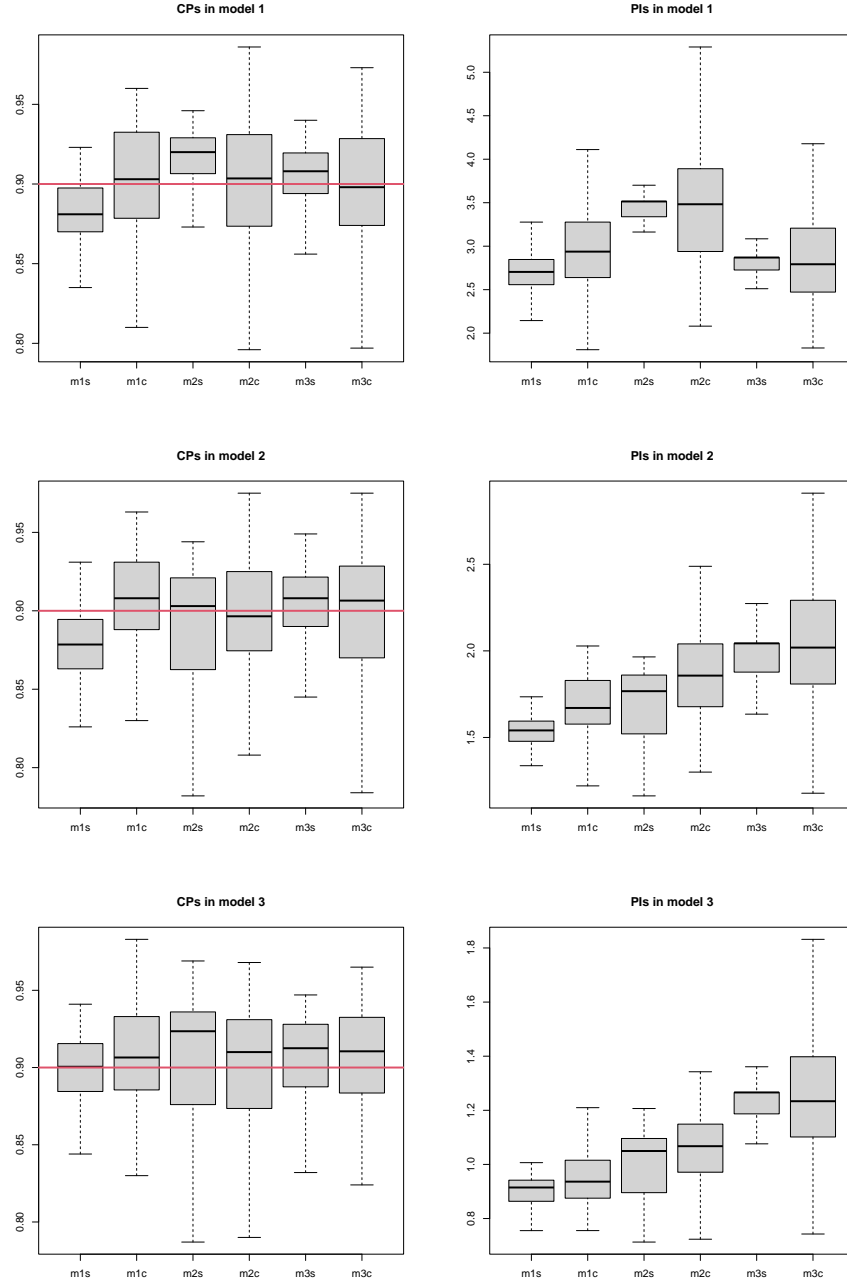 CPs in model 1
0.95
0.90
0.85
0.80
m1s m1c m2s m2c m3s m3c
PIs in model 1
5.0
4.5
4.0
3.5
3.0
2.5
2.0
m1s m1c m2s m2c m3s m3c
CPs in model 2
0.95
0.90
0.85
0.80
m1s m1c m2s m2c m3s m3c
PIs in model 2
2.5
2.0
1.5
m1s m1c m2s m2c m3s m3c
CPs in model 3
0.95
0.90
0.85
0.80
m1s m1c m2s m2c m3s m3c
PIs in model 3
1.8
1.6
1.4
1.2
1.0
0.8
m1s m1c m2s m2c m3s m3c